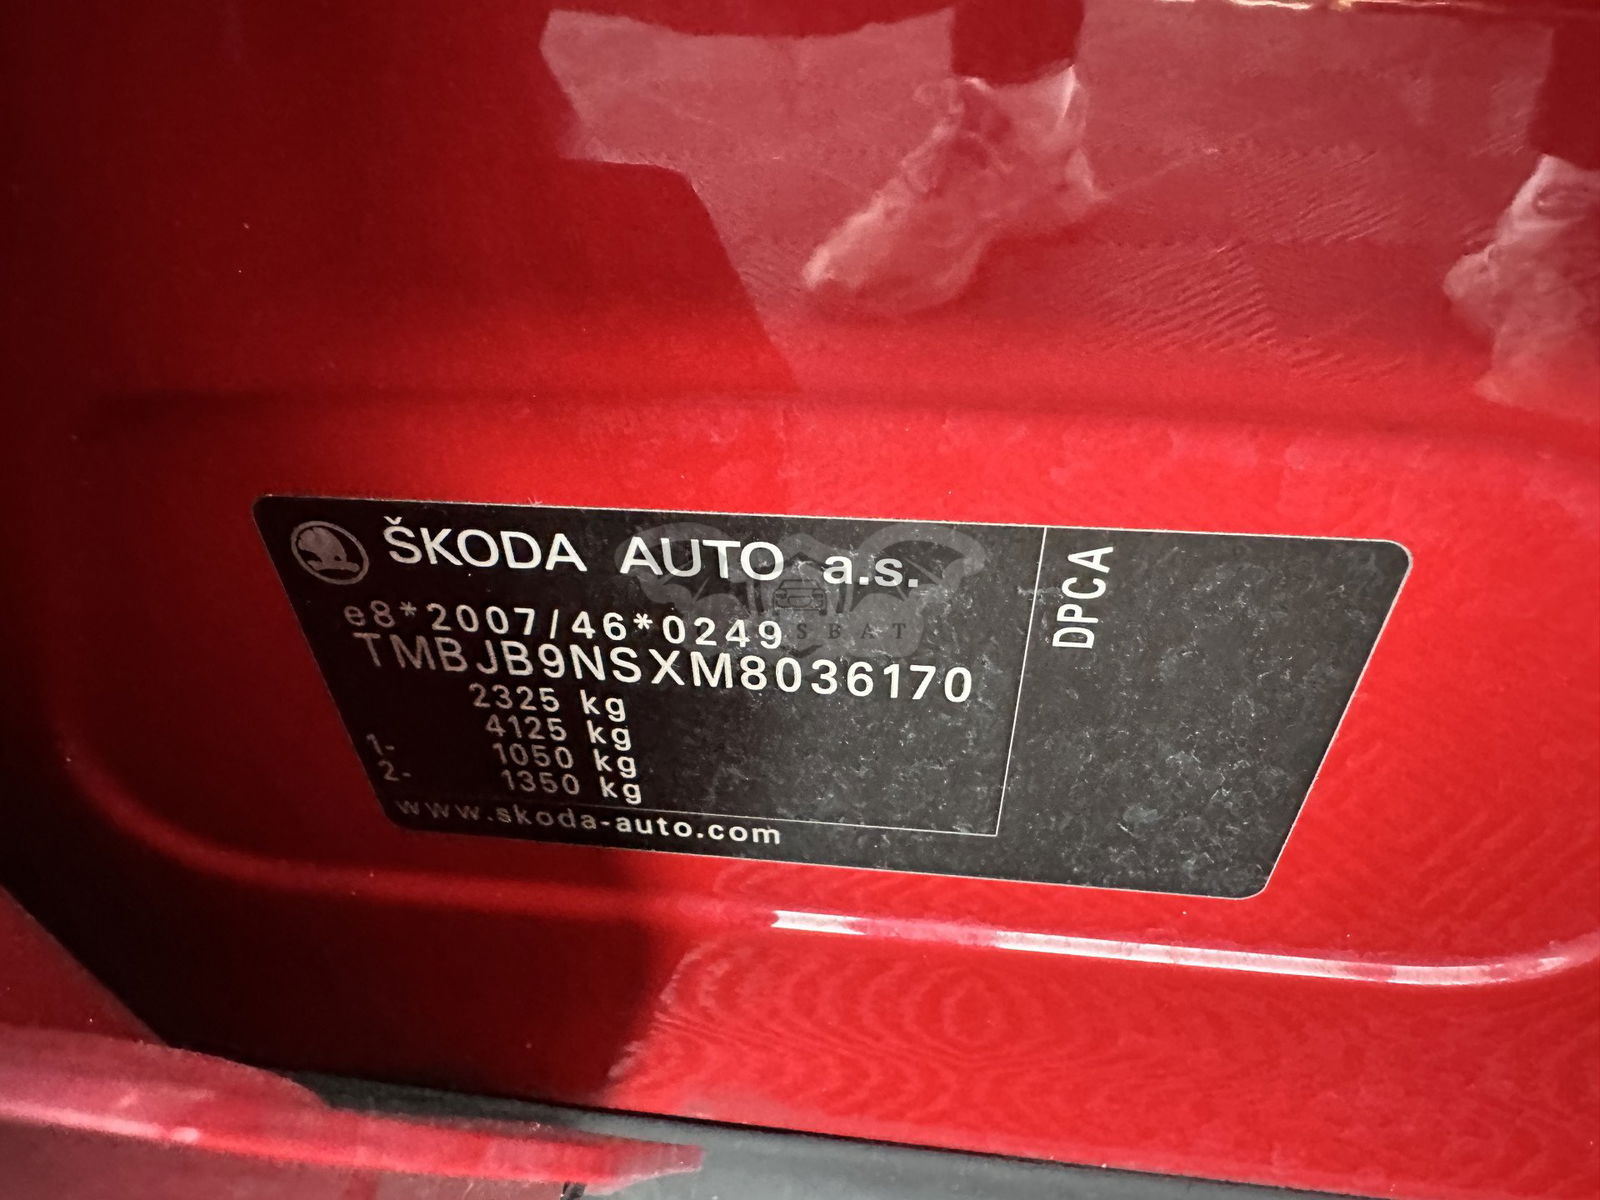 ŠKODA AUTO a.s.
e8*2007/46*0249
TMBJB9NSXM8036170
2325 kg
4125 kg
1- 1050 kg
2- 1350 kg
www.skoda-auto.com
DPCA